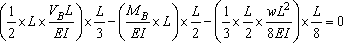 (1/2 × L × V_B L/EI) × L/3 − (M_B/EI × L) × L/2 − (1/3 × L/2 × wL²/8EI) × L/8 = 0